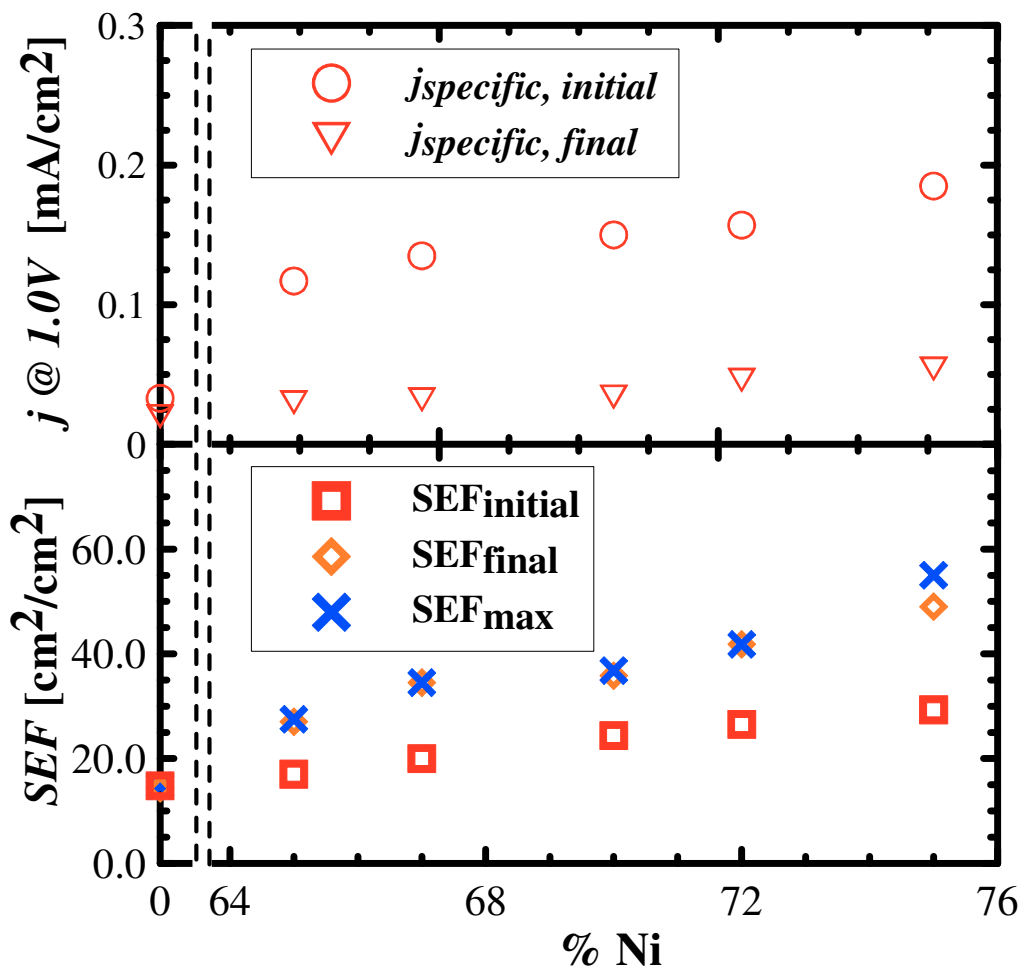 0.3
0.2
0.1
0
j @ 1.0V [mA/cm²]
jspecific, initial
jspecific, final
60.0
40.0
20.0
0.0
SEF [cm²/cm²]
SEFinitial
SEFfinal
SEFmax
0 64 68 72 76
% Ni